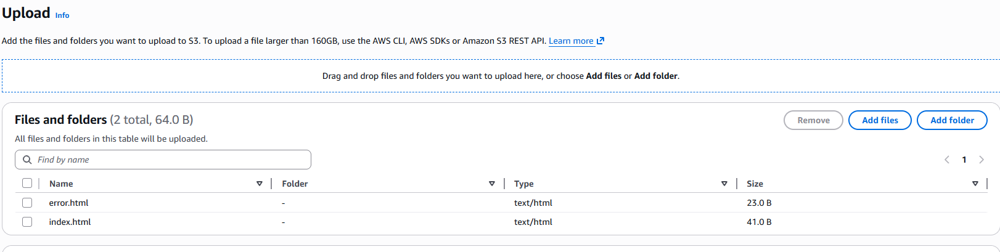 Upload Info
Add the files and folders you want to upload to S3. To upload a file larger than 160GB, use the AWS CLI, AWS SDKs or Amazon S3 REST API. Learn more
Drag and drop files and folders you want to upload here, or choose Add files or Add folder.
Files and folders (2 total, 64.0 B)
Remove Add files Add folder
All files and folders in this table will be uploaded.
Find by name
1
Name Folder Type Size
error.html - text/html 23.0 B
index.html - text/html 41.0 B